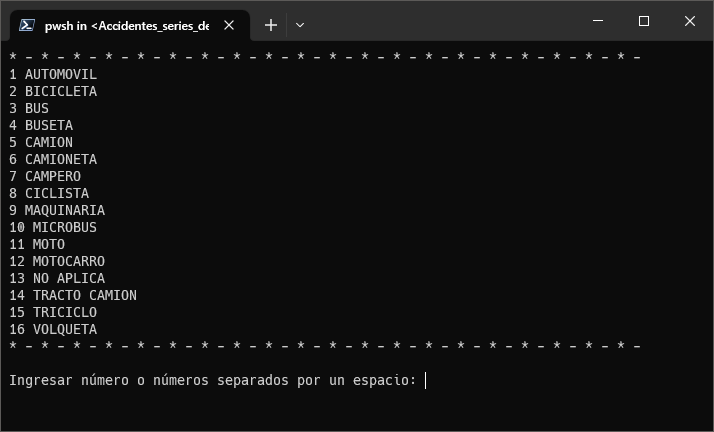 pwsh in <Accidentes_series_de
* - * - * - * - * - * - * - * - * - * - * - * - * - * - * - * - * - * - * - * -
1 AUTOMOVIL
2 BICICLETA
3 BUS
4 BUSETA
5 CAMION
6 CAMIONETA
7 CAMPERO
8 CICLISTA
9 MAQUINARIA
10 MICROBUS
11 MOTO
12 MOTOCARRO
13 NO APLICA
14 TRACTO CAMION
15 TRICICLO
16 VOLQUETA
* - * - * - * - * - * - * - * - * - * - * - * - * - * - * - * - * - * - * - * -
Ingresar número o números separados por un espacio: